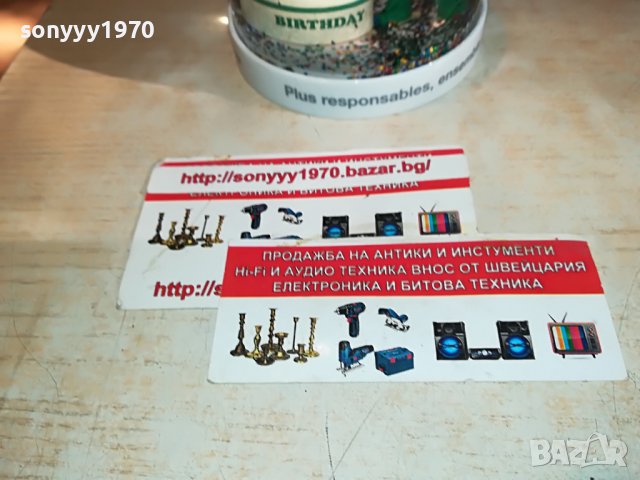 sonyyy1970
BIRTHDAY
Plus responsables,
http://sonyyy1970.bazar.bg/
ЕЛЕКТРОНИКА И БИТОВА ТЕХНИКА
http://s
ПРОДАЖБА НА АНТИКИ И ИНСТУМЕНТИ
Hi-Fi И АУДИО ТЕХНИКА ВНОС ОТ ШВЕЙЦАРИЯ
ЕЛЕКТРОНИКА И БИТОВА ТЕХНИКА
BAZAR